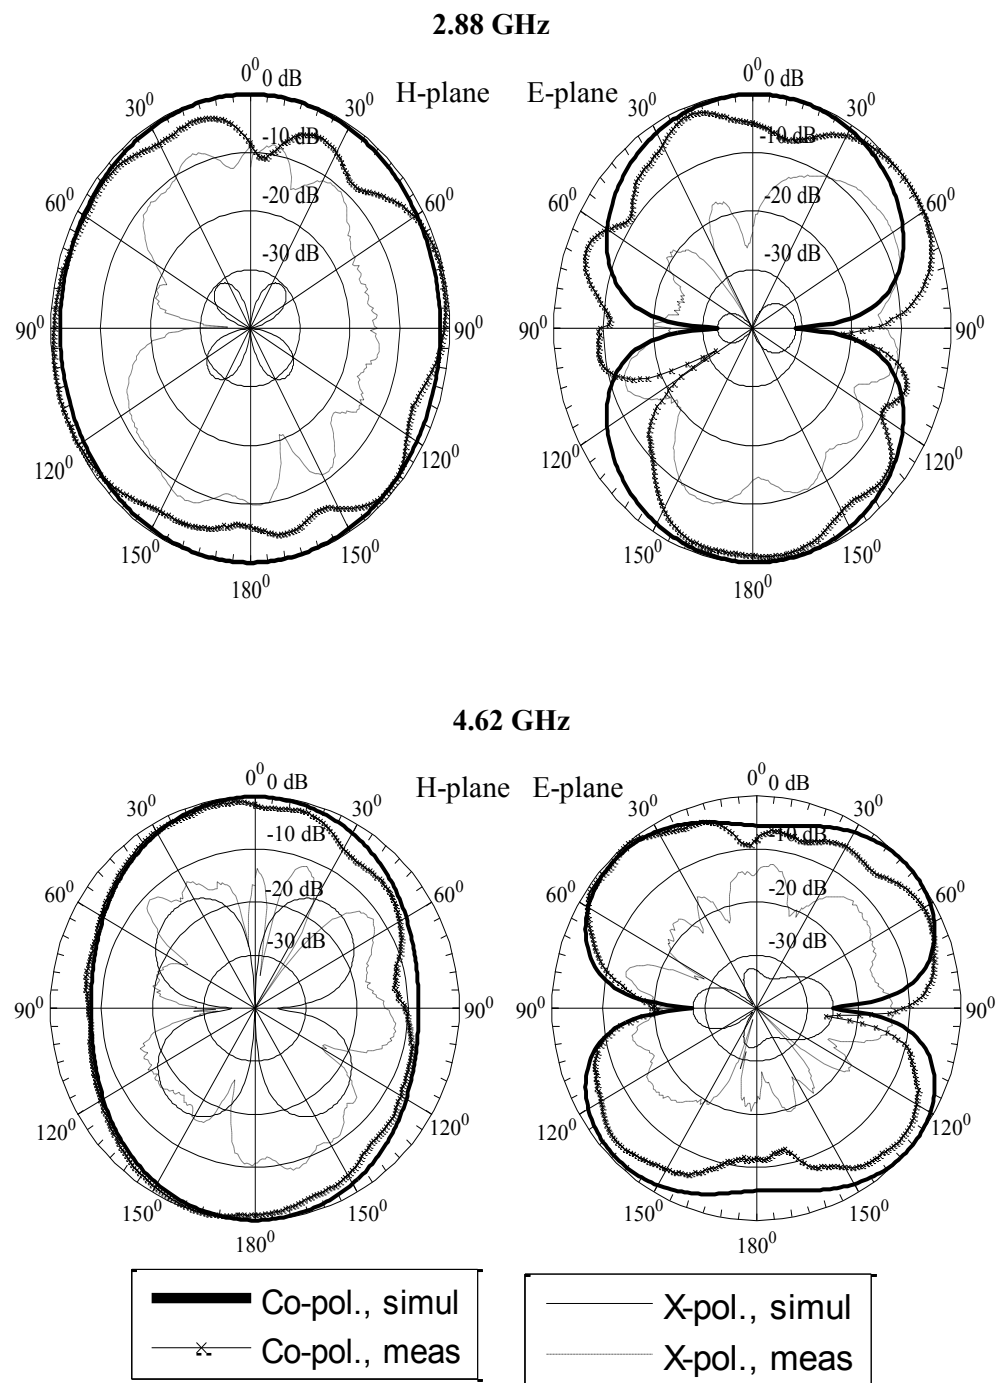 2.88 GHz
0⁰ 0 dB
H-plane
E-plane
0⁰ 0 dB
30⁰
30⁰
30⁰
30⁰
-10 dB
-10 dB
60⁰
-20 dB
60⁰
60⁰
-20 dB
60⁰
-30 dB
-30 dB
90⁰
90⁰
90⁰
90⁰
120⁰
120⁰
120⁰
120⁰
150⁰
150⁰
150⁰
150⁰
180⁰
180⁰
4.62 GHz
0⁰ 0 dB
H-plane
E-plane
0⁰ 0 dB
30⁰
30⁰
30⁰
30⁰
-10 dB
-10 dB
60⁰
-20 dB
60⁰
60⁰
-20 dB
60⁰
-30 dB
-30 dB
90⁰
90⁰
90⁰
90⁰
120⁰
120⁰
120⁰
120⁰
150⁰
150⁰
150⁰
150⁰
180⁰
180⁰
Co-pol., simul
Co-pol., meas
X-pol., simul
X-pol., meas